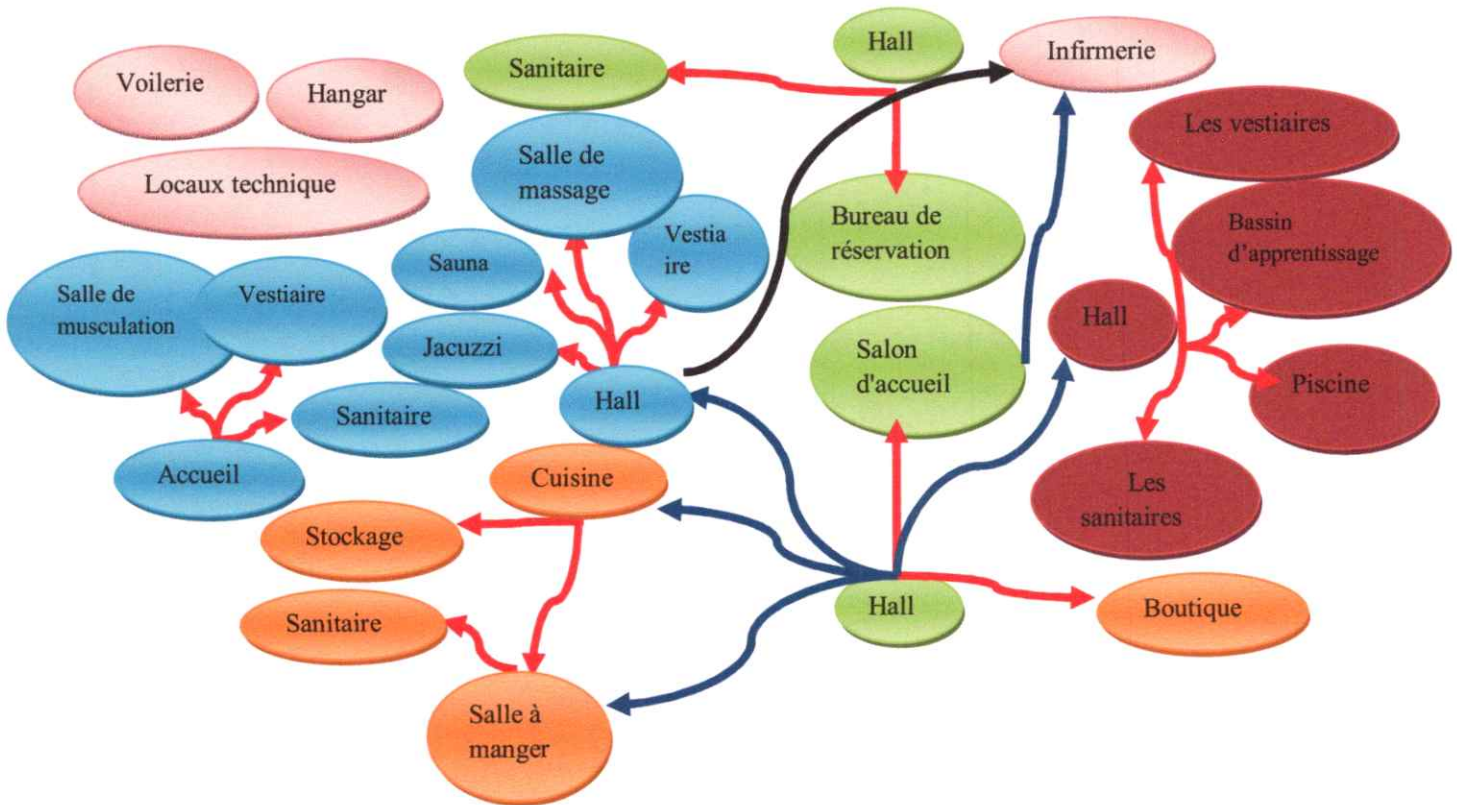 Hall
Infirmerie
Sanitaire
Voilerie
Hangar
Les vestiaires
Salle de
massage
Locaux technique
Bureau de
réservation
Bassin
d'apprentissage
Vestia
ire
Sauna
Salle de
musculation
Vestiaire
Hall
Jacuzzi
Salon
d'accueil
Piscine
Hall
Sanitaire
Accueil
Cuisine
Les
sanitaires
Stockage
Hall
Boutique
Sanitaire
Salle à
manger